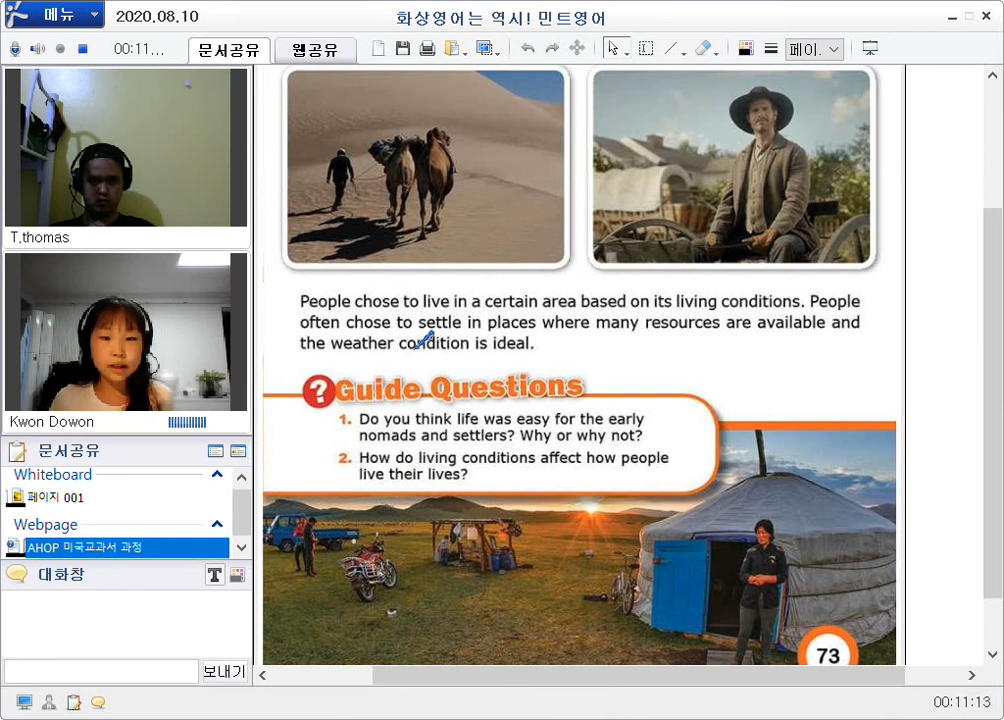 메뉴
2020.08.10
화상영어는 역시! 민트영어
00:11...
문서공유
웹공유
페이.
T.thomas
Kwon Dowon
문서공유
Whiteboard
페이지 001
Webpage
AHOP 미국교과서 과정
대화창
T
보내기
People chose to live in a certain area based on its living conditions. People
often chose to settle in places where many resources are available and
the weather condition is ideal.
? Guide Questions
1. Do you think life was easy for the early
nomads and settlers? Why or why not?
2. How do living conditions affect how people
live their lives?
73
00:11:13